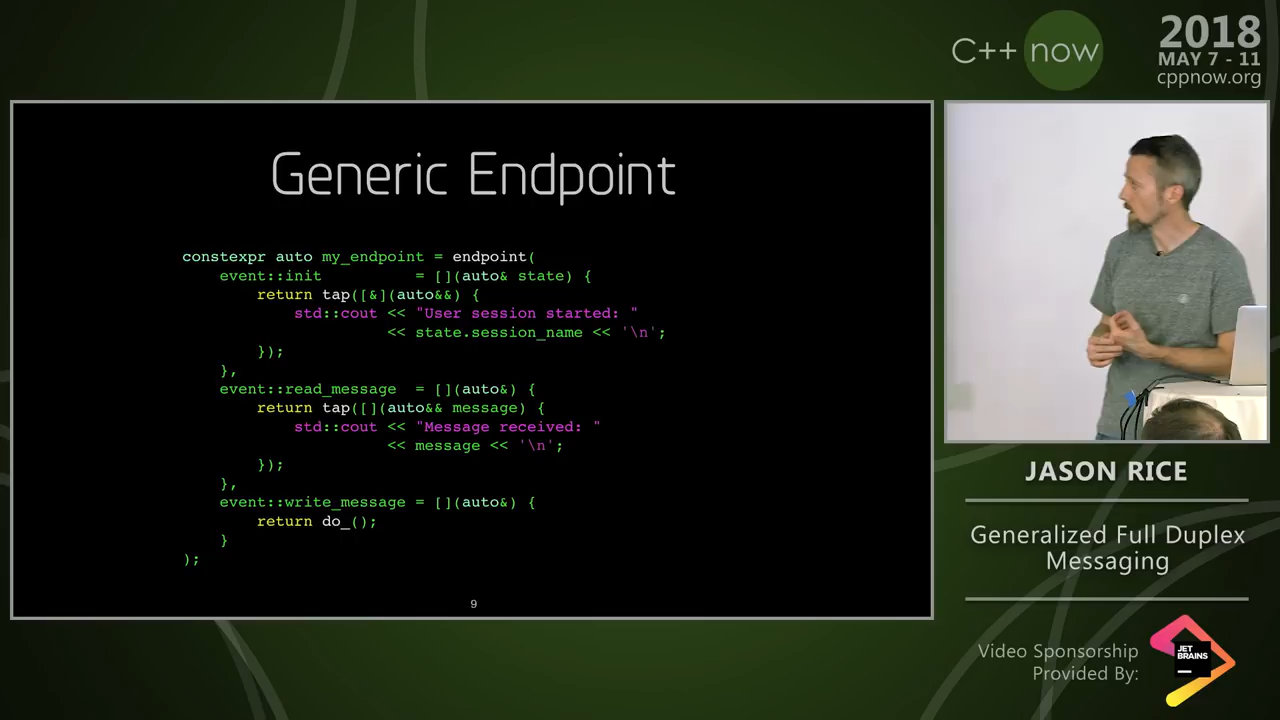 C++ now
2018
MAY 7 - 11
cppnow.org
Generic Endpoint
constexpr auto my_endpoint = endpoint(
    event::init          = [](auto& state) {
        return tap([&](auto&&) {
            std::cout << "User session started: "
                      << state.session_name << '\n';
        });
    },
    event::read_message  = [](auto&) {
        return tap([](auto&& message) {
            std::cout << "Message received: "
                      << message << '\n';
        });
    },
    event::write_message = [](auto&) {
        return do_();
    }
);
9
JASON RICE
Generalized Full Duplex
Messaging
Video Sponsorship
Provided By:
JET
BRAINS